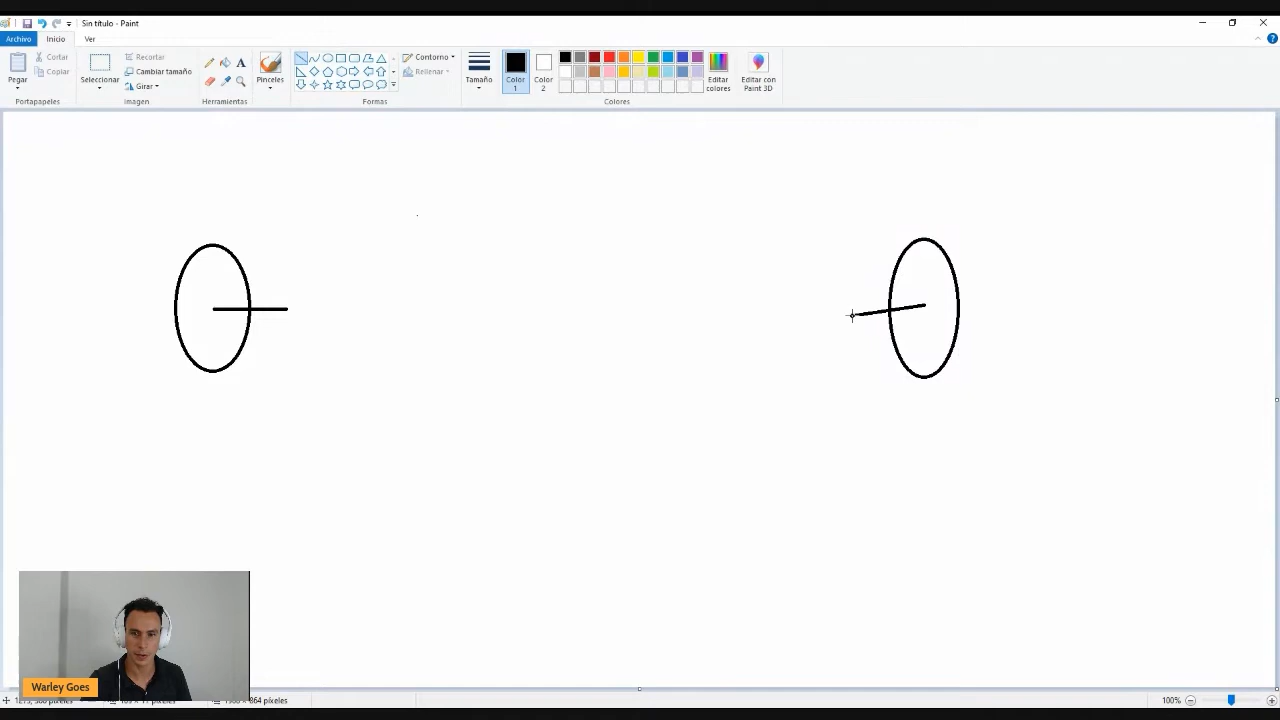 Sin título - Paint
Archivo Inicio Ver
Pegar Cortar Copiar
Portapapeles
Seleccionar Recortar Cambiar tamaño Girar
Imagen
Herramientas
Pinceles
Contorno Rellenar
Formas
Tamaño
Color 1
Color 2
Editar colores
Editar con Paint 3D
Colores
Warley Goes
100%